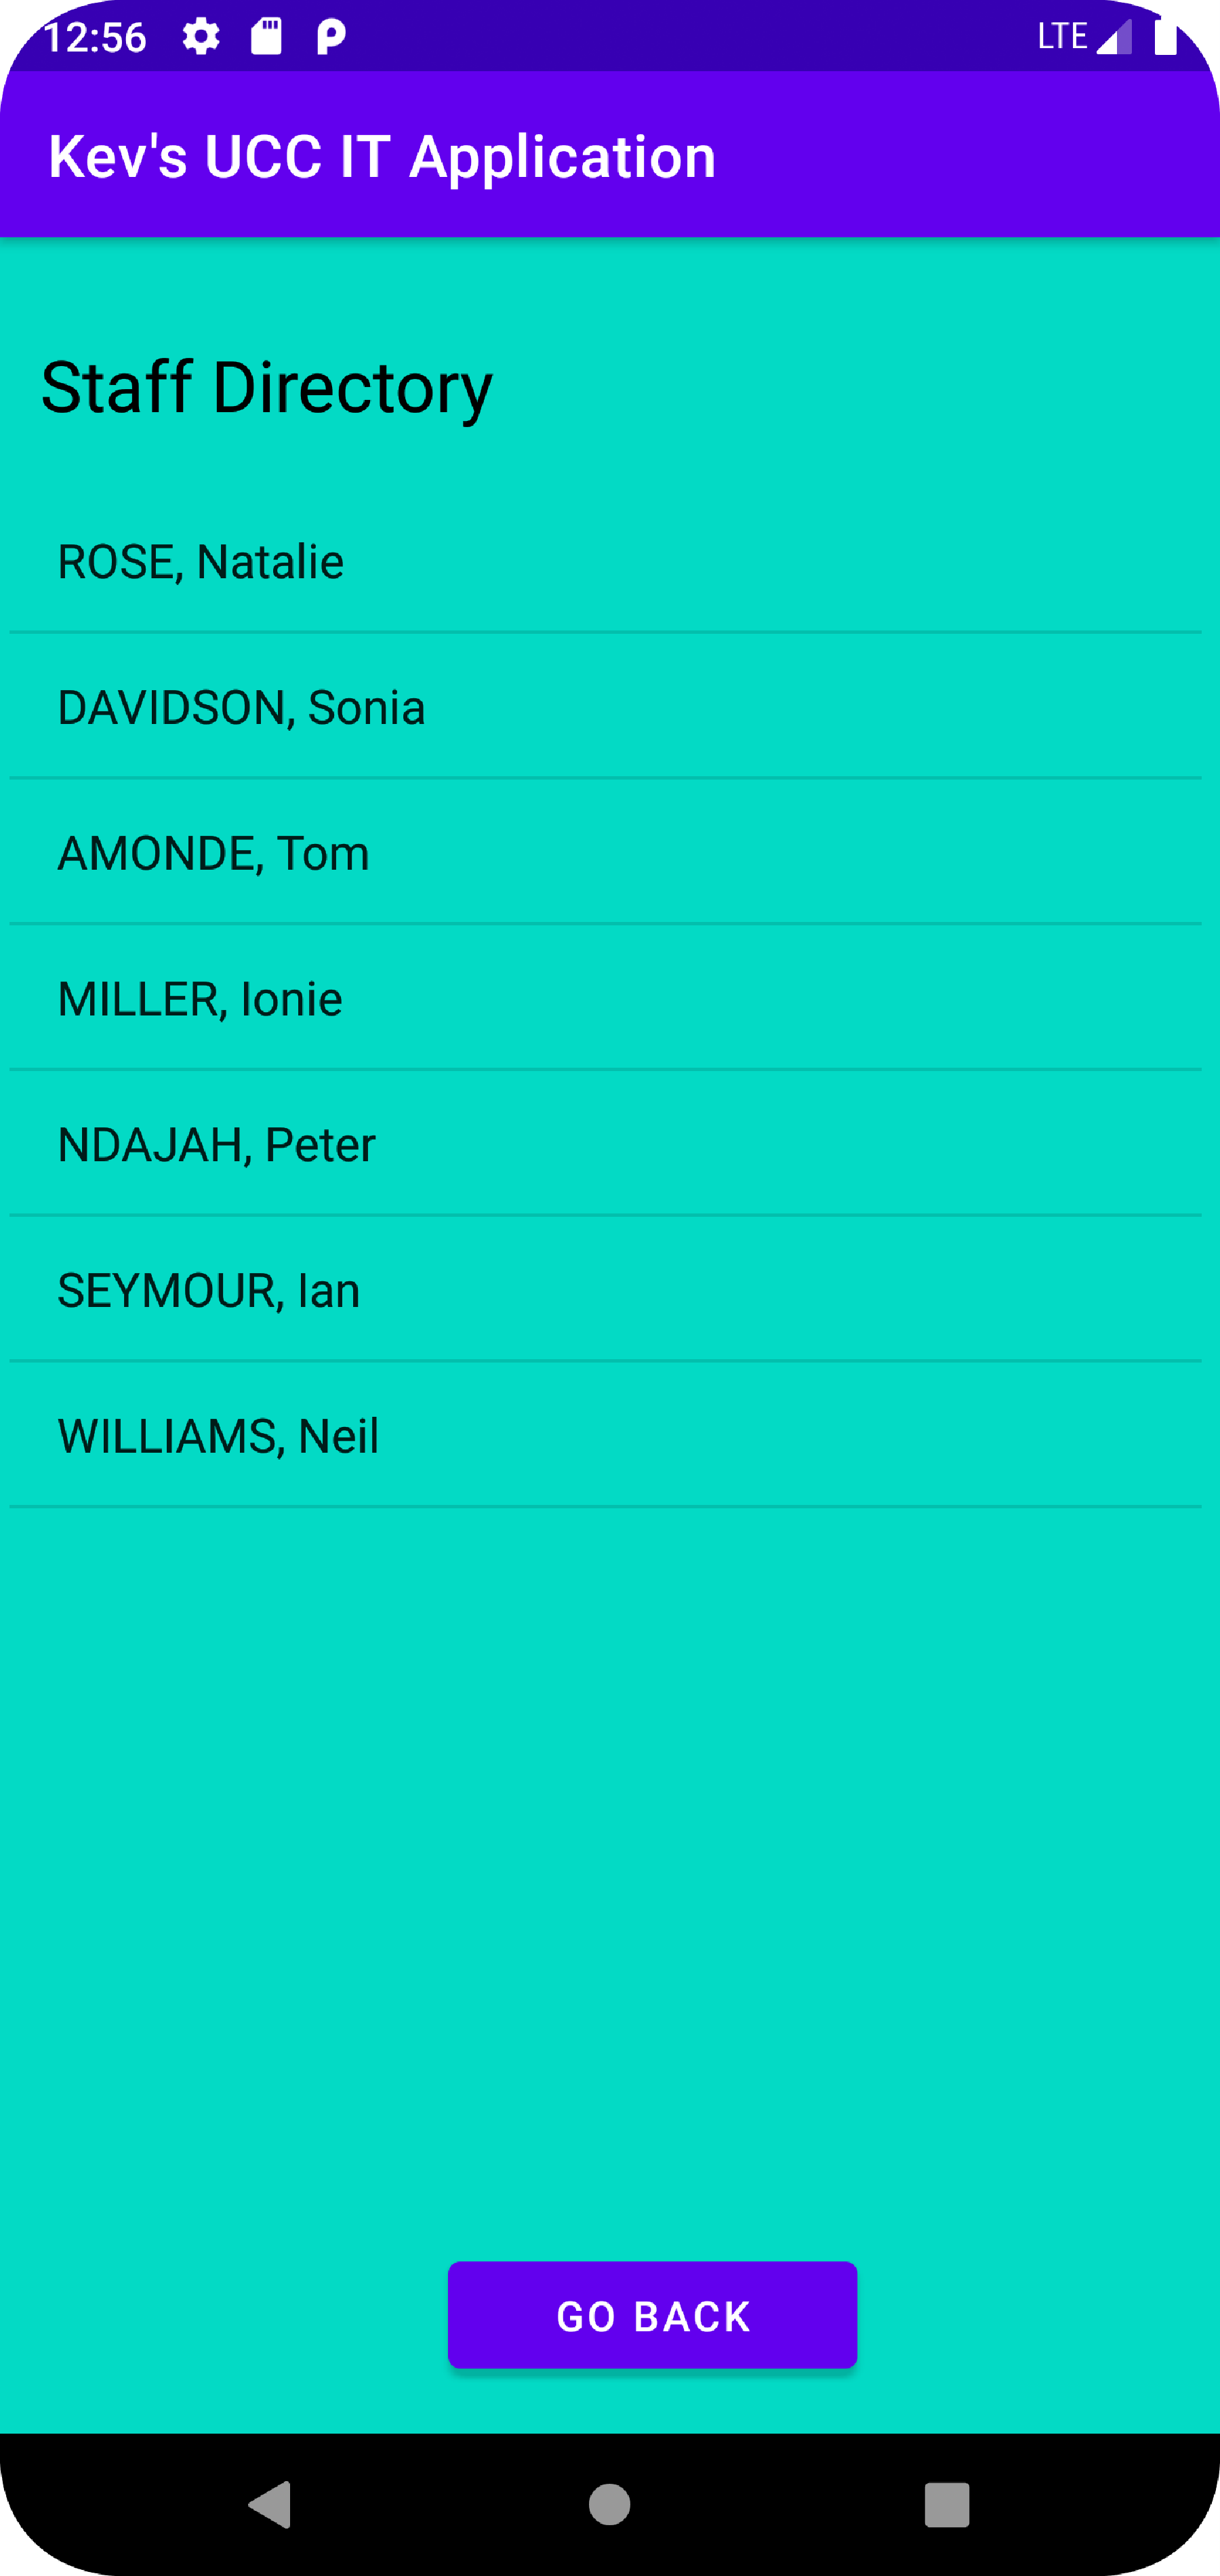 12:56 LTE
Kev's UCC IT Application
Staff Directory
ROSE, Natalie
DAVIDSON, Sonia
AMONDE, Tom
MILLER, Ionie
NDAJAH, Peter
SEYMOUR, Ian
WILLIAMS, Neil
GO BACK